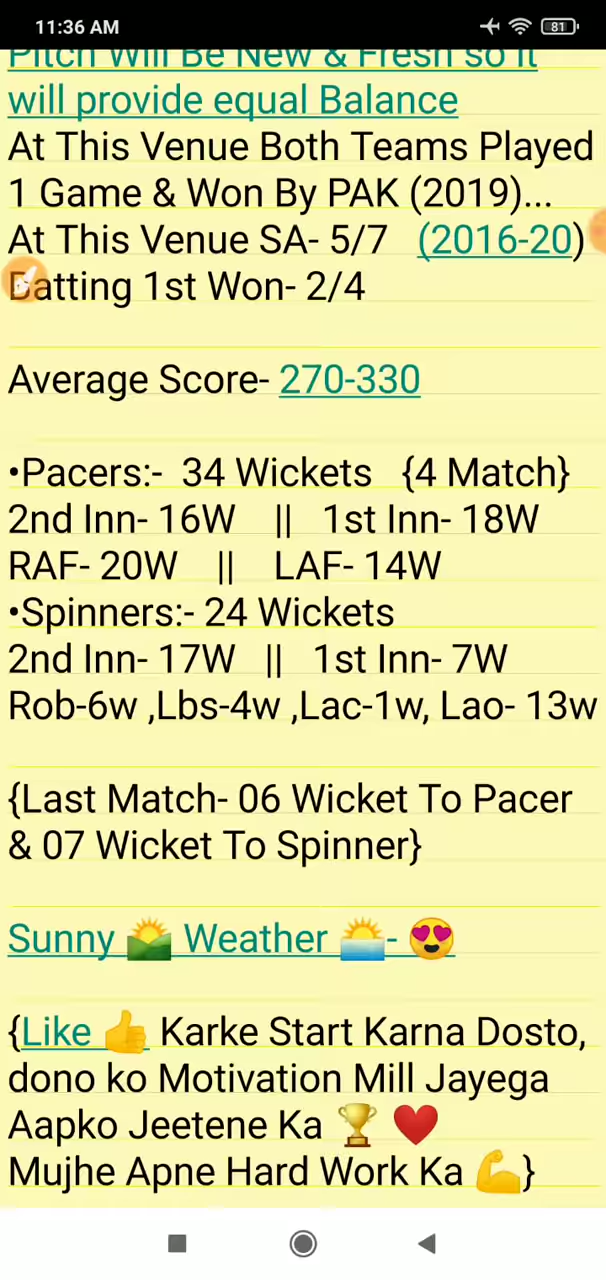 11:36 AM
81
Pitch Will Be New & Fresh so it
will provide equal Balance
At This Venue Both Teams Played
1 Game & Won By PAK (2019)...
At This Venue SA- 5/7 (2016-20)
Batting 1st Won- 2/4
Average Score- 270-330
•Pacers:- 34 Wickets {4 Match}
2nd Inn- 16W || 1st Inn- 18W
RAF- 20W || LAF- 14W
•Spinners:- 24 Wickets
2nd Inn- 17W || 1st Inn- 7W
Rob-6w ,Lbs-4w ,Lac-1w, Lao- 13w
{Last Match- 06 Wicket To Pacer
& 07 Wicket To Spinner}
Sunny 🌄 Weather 🌅- 😍
{Like 👍 Karke Start Karna Dosto,
dono ko Motivation Mill Jayega
Aapko Jeetene Ka 🏆 ❤️
Mujhe Apne Hard Work Ka 💪}